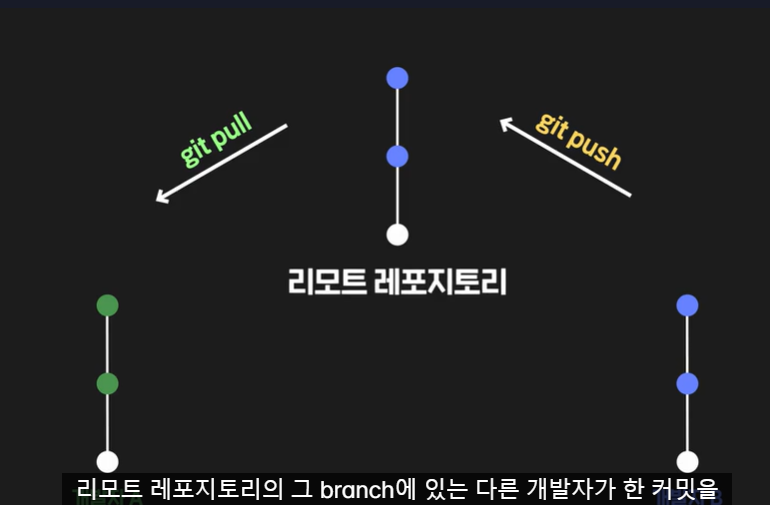 git pull
git push
리모트 레포지토리
리모트 레포지토리의 그 branch에 있는 다른 개발자가 한 커밋을